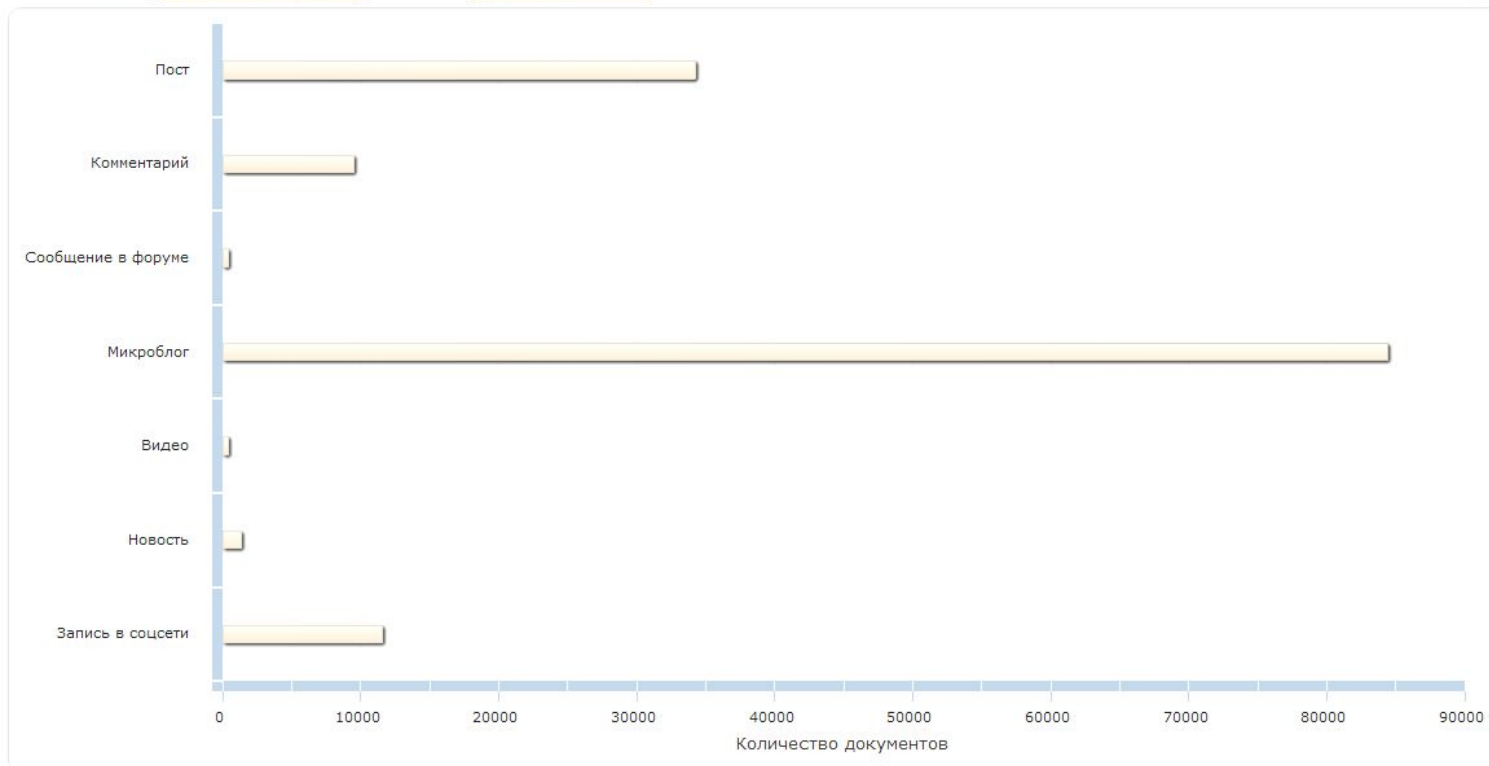 Пост
Комментарий
Сообщение в форуме
Микроблог
Видео
Новость
Запись в соцсети
0 10000 20000 30000 40000 50000 60000 70000 80000 90000
Количество документов